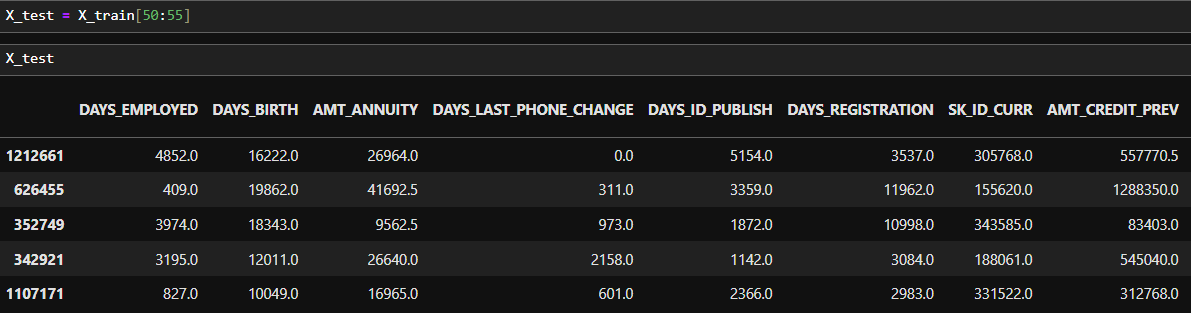 X_test = X_train[50:55]
X_test
DAYS_EMPLOYED DAYS_BIRTH AMT_ANNUITY DAYS_LAST_PHONE_CHANGE DAYS_ID_PUBLISH DAYS_REGISTRATION SK_ID_CURR AMT_CREDIT_PREV
1212661 4852.0 16222.0 26964.0 0.0 5154.0 3537.0 305768.0 557770.5
626455 409.0 19862.0 41692.5 311.0 3359.0 11962.0 155620.0 1288350.0
352749 3974.0 18343.0 9562.5 973.0 1872.0 10998.0 343585.0 83403.0
342921 3195.0 12011.0 26640.0 2158.0 1142.0 3084.0 188061.0 545040.0
1107171 827.0 10049.0 16965.0 601.0 2366.0 2983.0 331522.0 312768.0